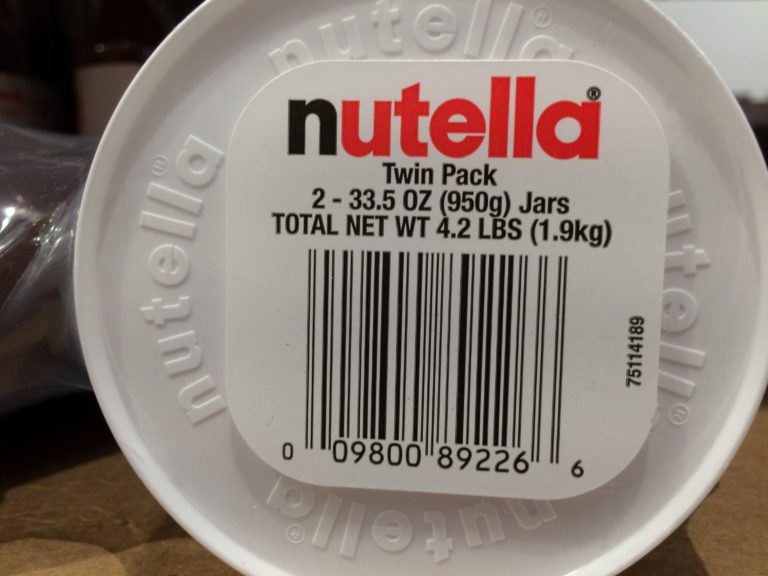 nutella®
nutella®
Twin Pack
2 - 33.5 OZ (950g) Jars
TOTAL NET WT 4.2 LBS (1.9kg)
nutella®
nutella®
75114189
0 09800 89226 6
nutella®